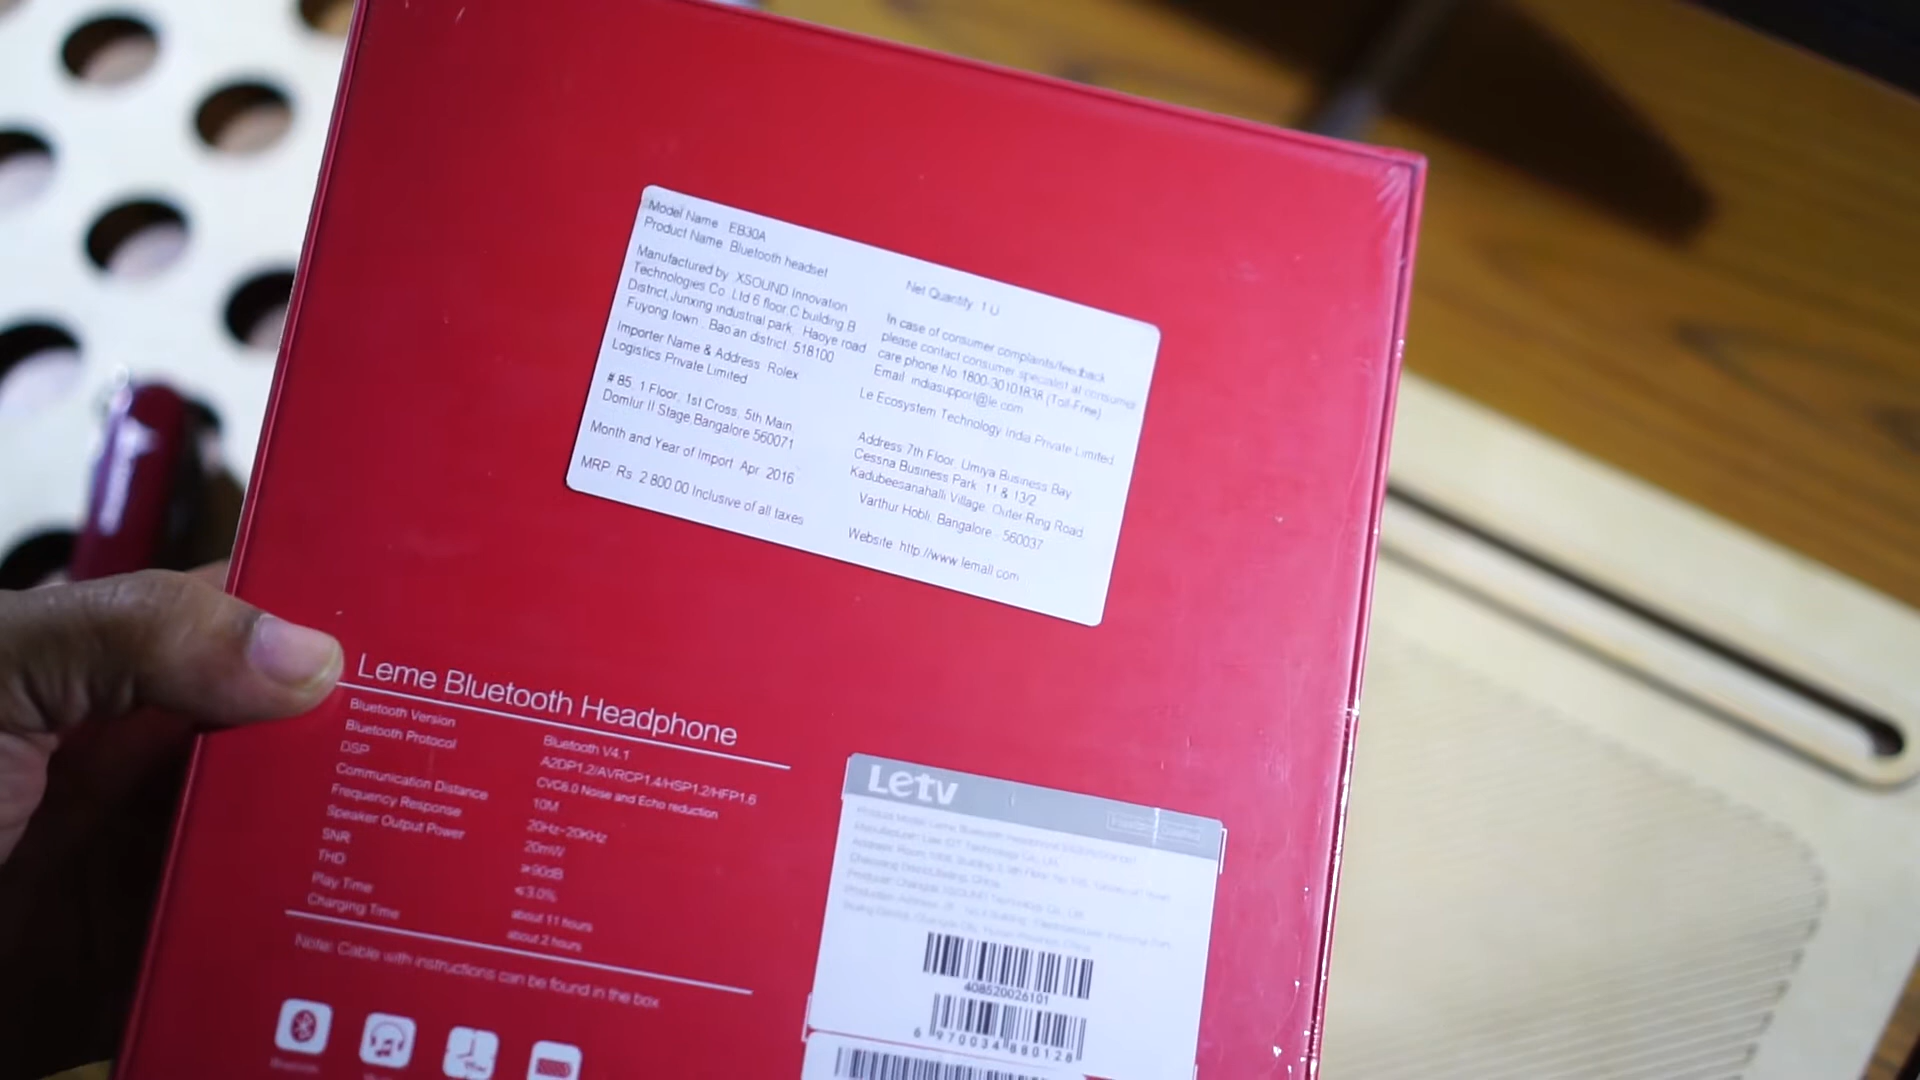 Model Name EB30A
Product Name Bluetooth headset
Manufactured by XSOUND Innovation
Technologies Co .Ltd 6 floor,C building B
District,Junxing industrial park , Haoye road
Fuyong town , Bao an district 518100
Importer Name & Address Rolex
Logistics Private Limited
# 85, 1 Floor, 1st Cross, 5th Main,
Domlur II Stage,Bangalore 560071
Month and Year of Import Apr, 2016
MRP Rs 2 800.00 Inclusive of all taxes
Net Quantity 1 U
In case of consumer complaints/feedback
please contact consumer specialist at consumer
care phone No 1800-30101838 (Toll-Free)
Email indiasupport@le.com
Le Ecosystem Technology India Private Limited
Address 7th Floor, Umiya Business Bay
Cessna Business Park 11 & 13/2
Kadubeesanahalli Village, Outer Ring Road
Varthur Hobli, Bangalore - 560037
Website http://www.lemall.com
Leme Bluetooth Headphone
Bluetooth Version Bluetooth V4.1
Bluetooth Protocol A2DP1.2/AVRCP1.4/HSP1.2/HFP1.6
DSP CVC6.0 Noise and Echo reduction
Communication Distance 10M
Frequency Response 20Hz~20KHz
Speaker Output Power 20mW
SNR ≥90dB
THD ≤3.0%
Play Time about 11 hours
Charging Time about 2 hours
Note: Cable with instructions can be found in the box
Letv
408520026101
6 970034 880128